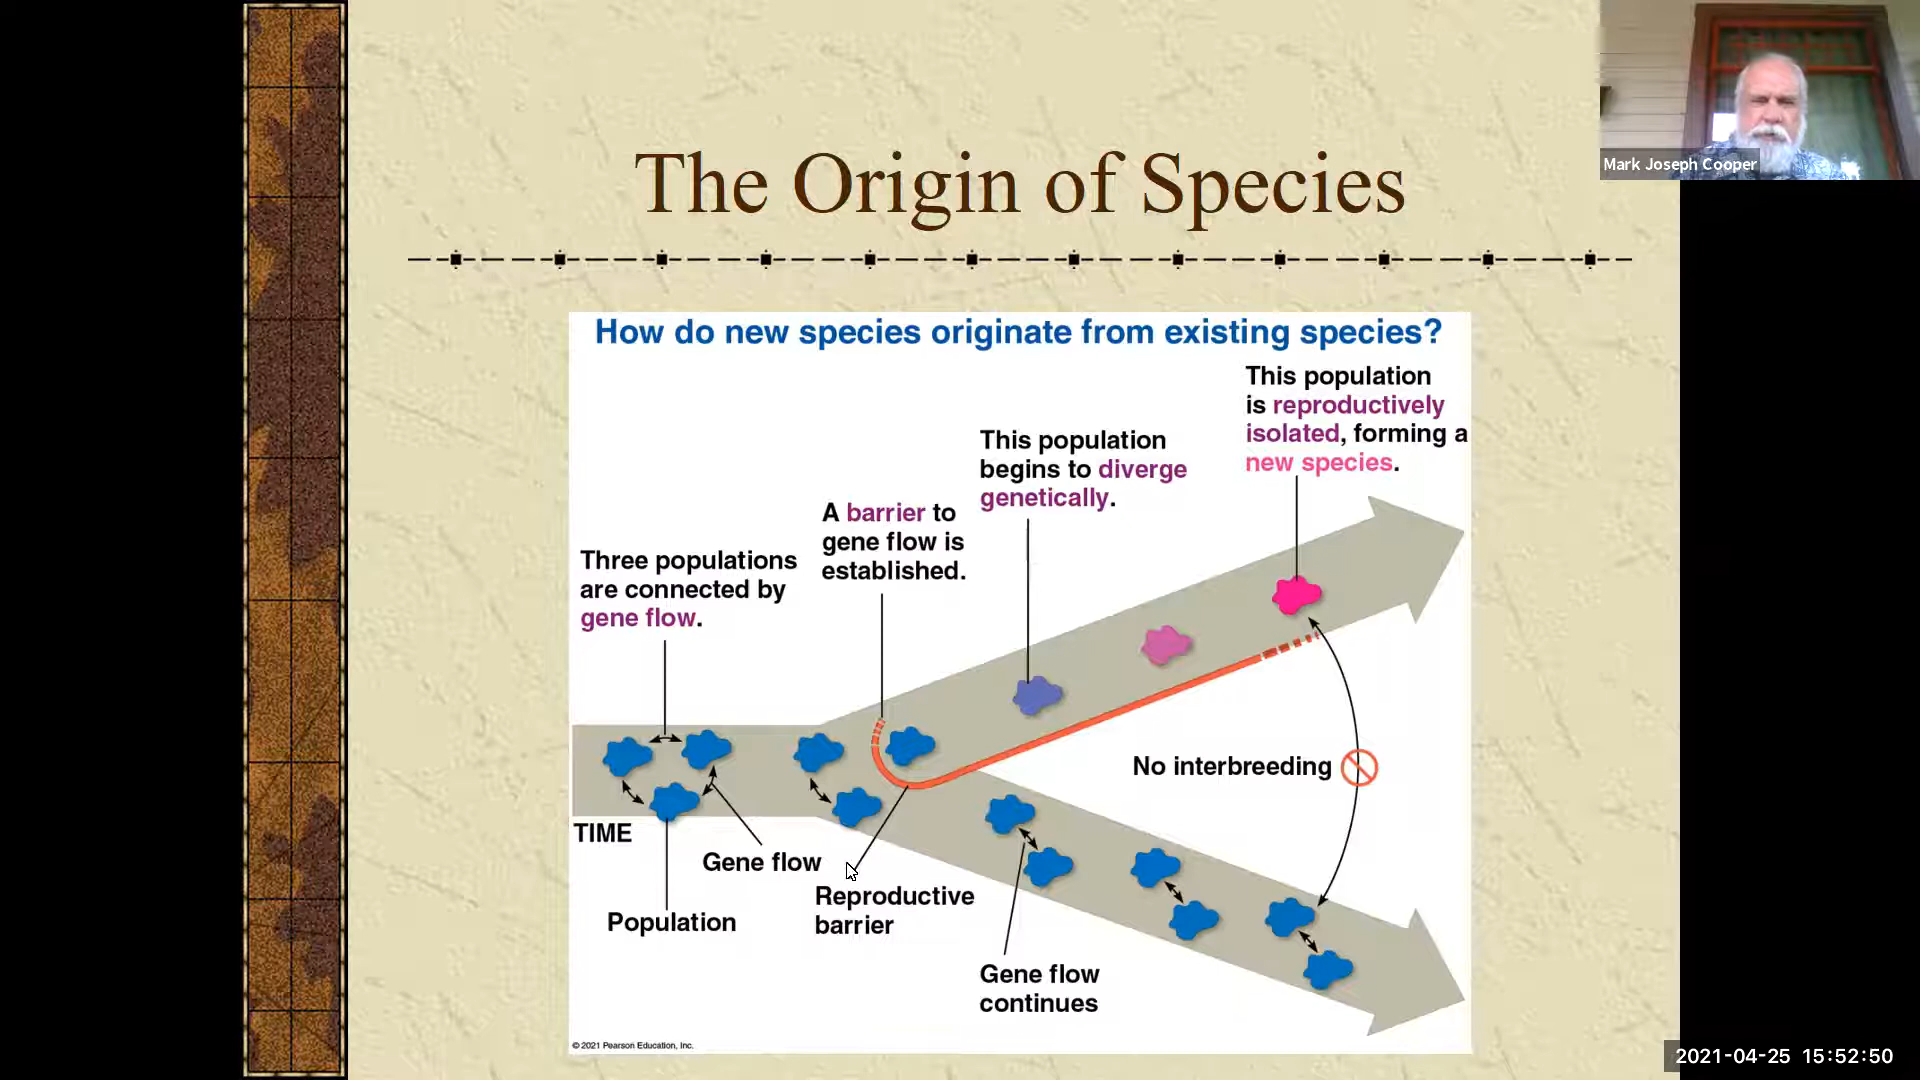 The Origin of Species
Mark Joseph Cooper
How do new species originate from existing species?
This population
is reproductively
isolated, forming a
new species.
This population
begins to diverge
genetically.
A barrier to
gene flow is
established.
Three populations
are connected by
gene flow.
No interbreeding
TIME
Gene flow
Reproductive
barrier
Population
Gene flow
continues
© 2021 Pearson Education, Inc.
2021-04-25 15:52:50